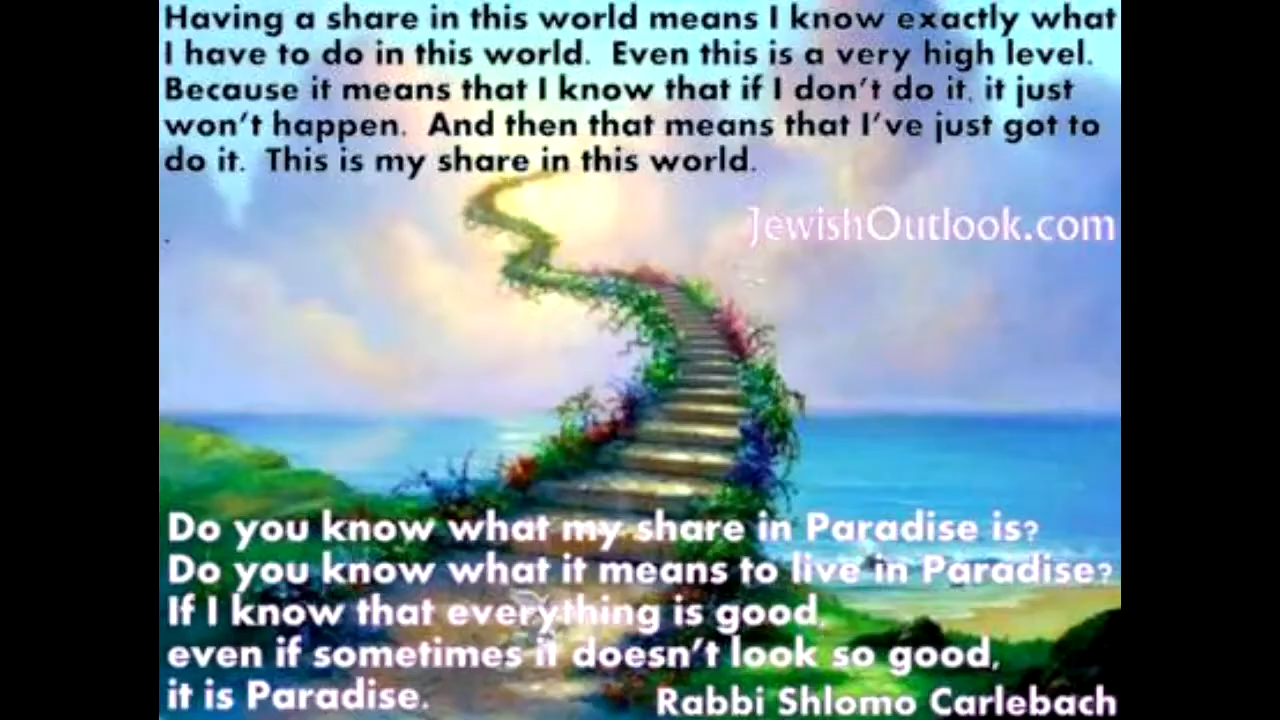 Having a share in this world means I know exactly what
I have to do in this world. Even this is a very high level.
Because it means that I know that if I don't do it, it just
won't happen. And then that means that I've just got to
do it. This is my share in this world.
JewishOutlook.com
Do you know what my share in Paradise is?
Do you know what it means to live in Paradise?
If I know that everything is good,
even if sometimes it doesn't look so good,
it is Paradise.
Rabbi Shlomo Carlebach